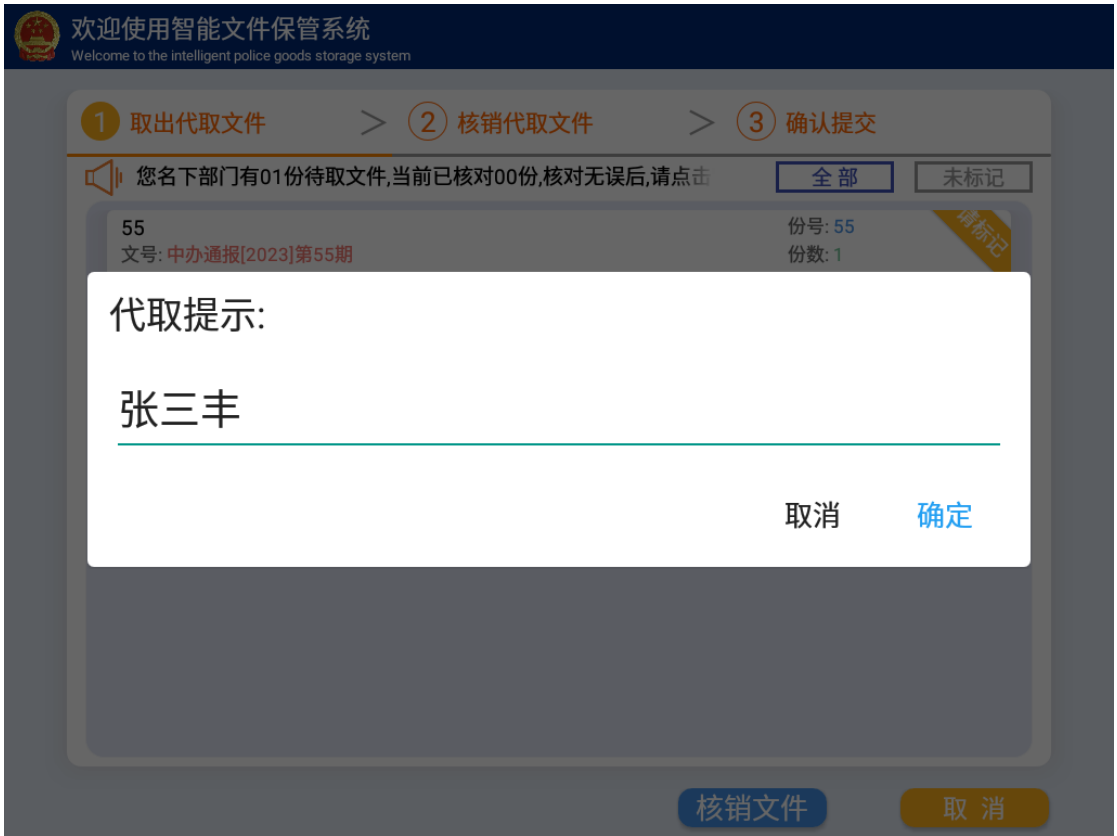 欢迎使用智能文件保管系统
Welcome to the intelligent police goods storage system
1 取出代取文件 > 2 核销代取文件 > 3 确认提交
您名下部门有01份待取文件,当前已核对00份,核对无误后,请点击 全部 未标记
55 份号: 55 请标记
文号: 中办通报[2023]第55期 份数: 1
代取提示:
张三丰
取消 确定
核销文件 取 消